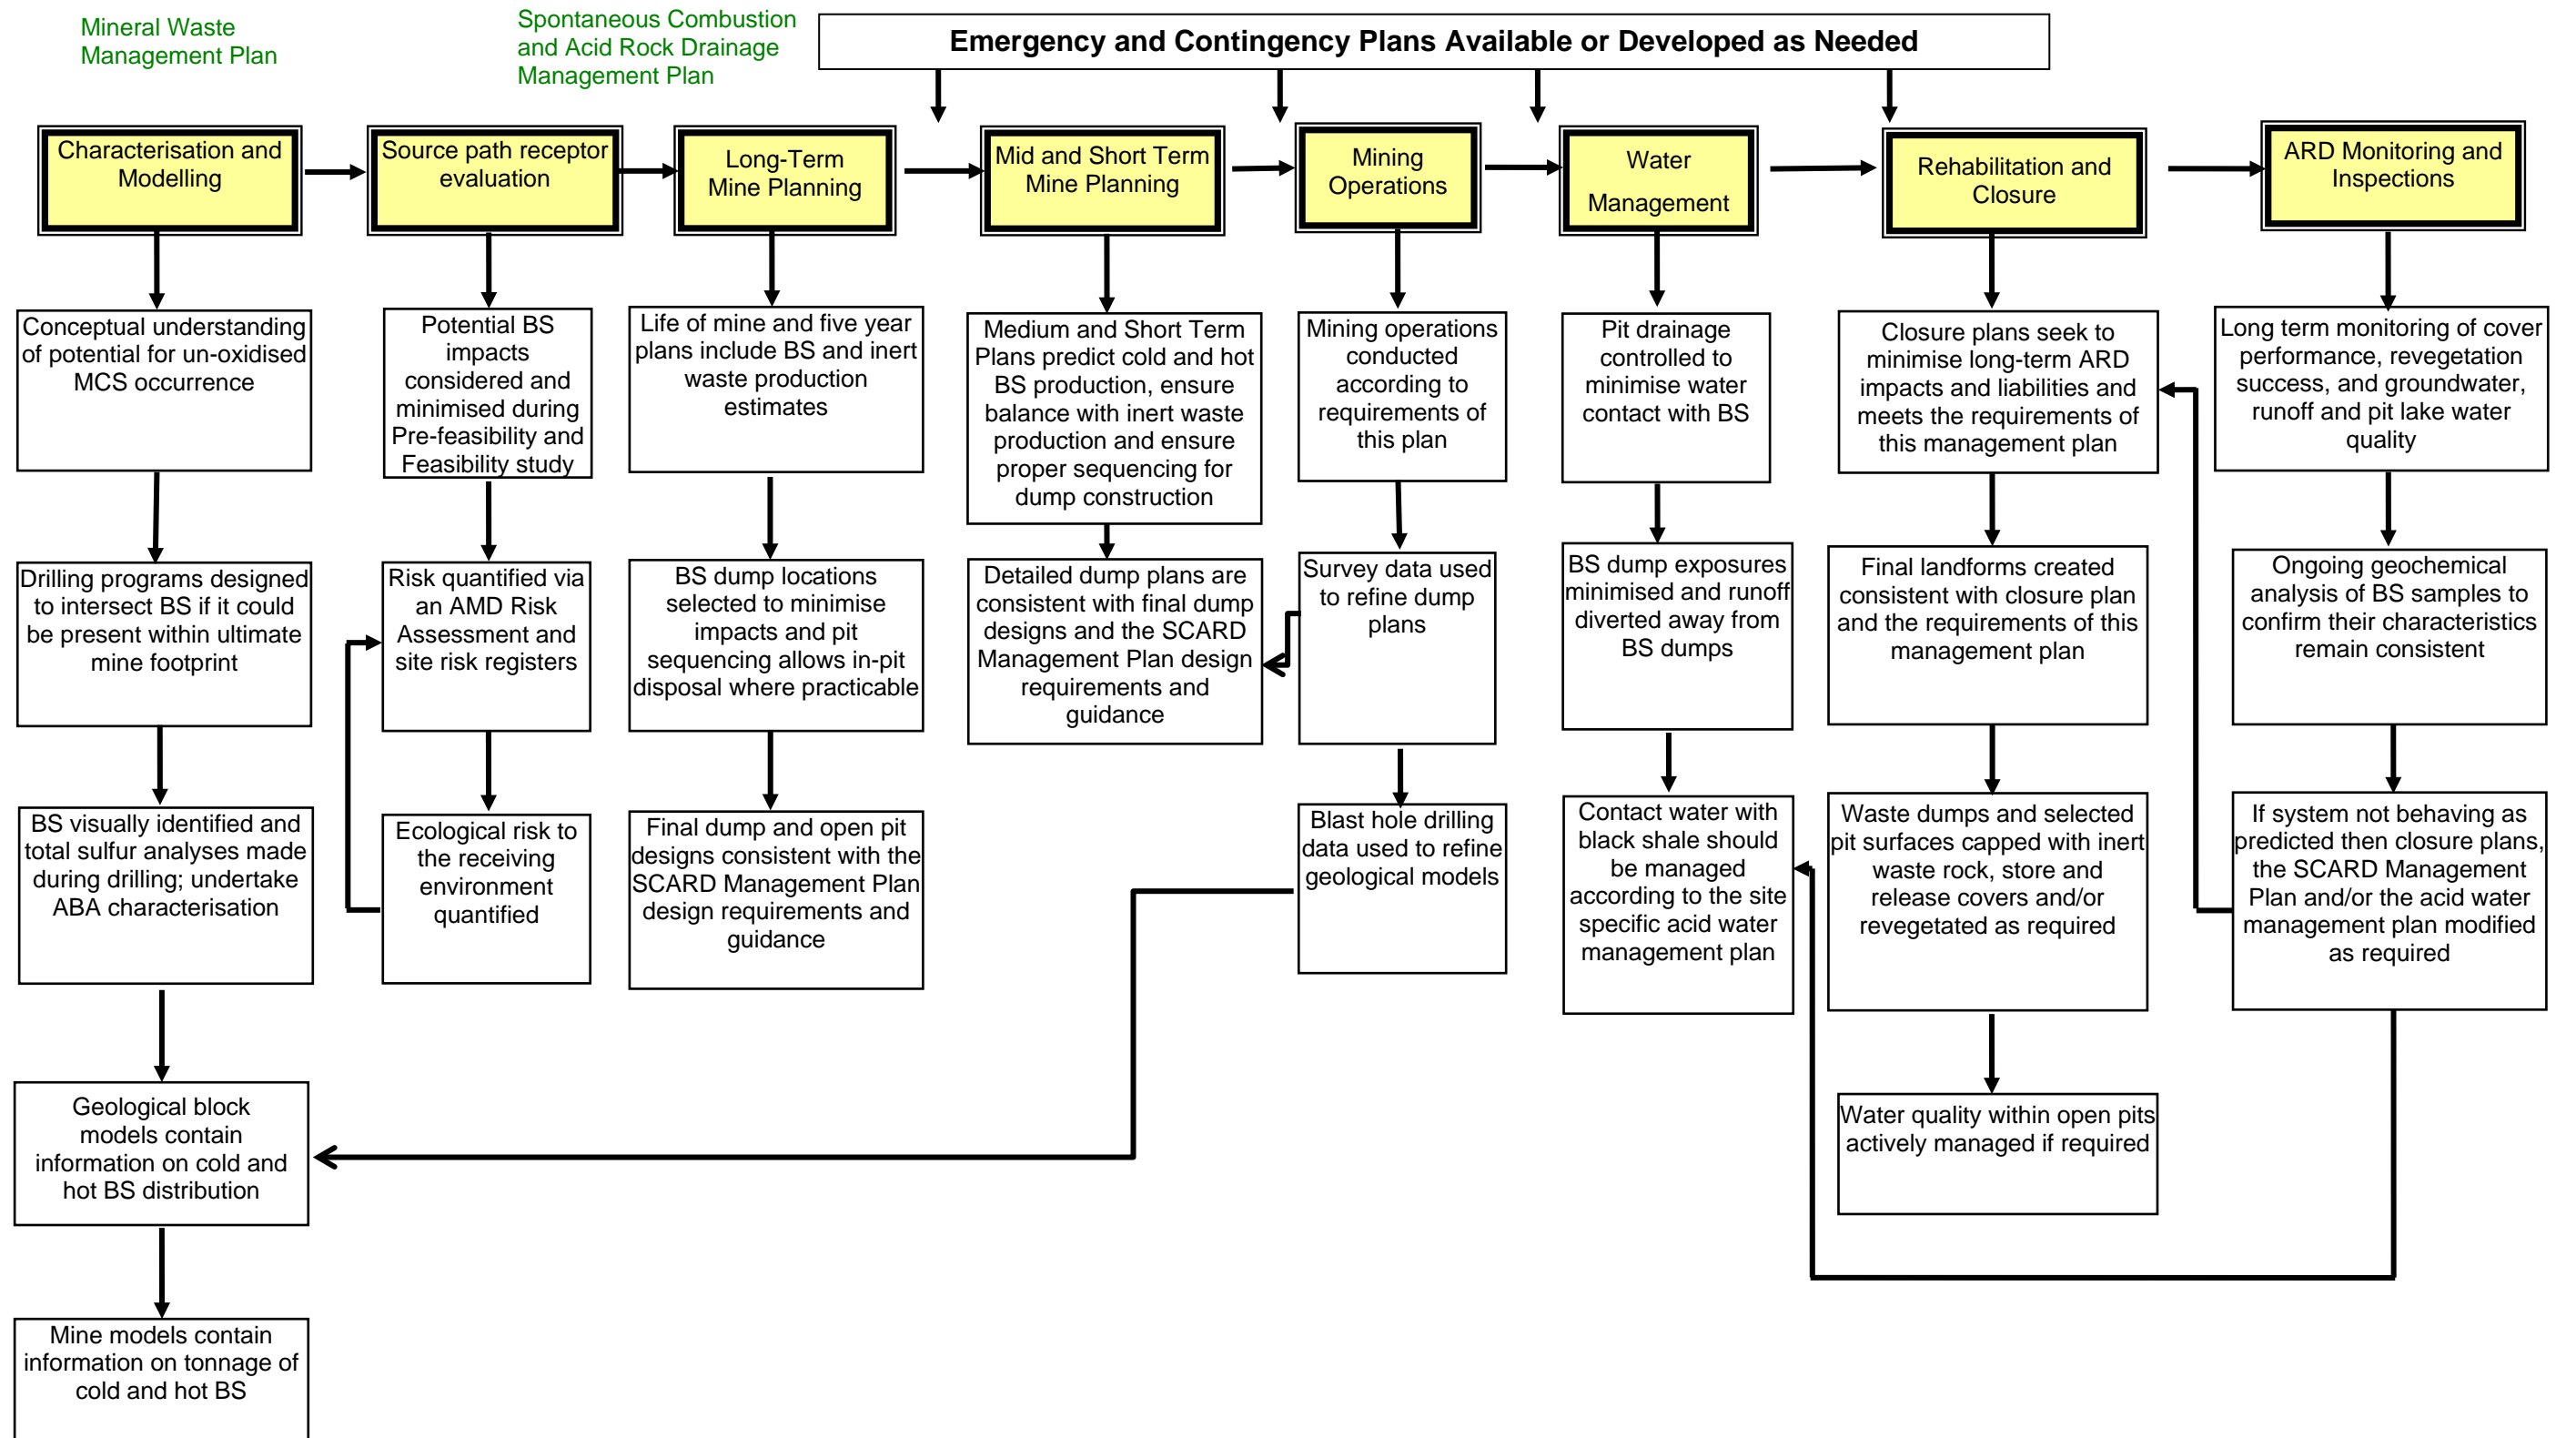 Mineral Waste
Management Plan
Spontaneous Combustion
and Acid Rock Drainage
Management Plan
Emergency and Contingency Plans Available or Developed as Needed
Characterisation and
Modelling
Source path receptor
evaluation
Long-Term
Mine Planning
Mid and Short Term
Mine Planning
Mining
Operations
Water
Management
Rehabilitation and
Closure
ARD Monitoring and
Inspections
Conceptual understanding
of potential for un-oxidised
MCS occurrence
Drilling programs designed
to intersect BS if it could
be present within ultimate
mine footprint
BS visually identified and
total sulfur analyses made
during drilling; undertake
ABA characterisation
Geological block
models contain
information on cold and
hot BS distribution
Mine models contain
information on tonnage of
cold and hot BS
Potential BS
impacts
considered and
minimised during
Pre-feasibility and
Feasibility study
Risk quantified via
an AMD Risk
Assessment and
site risk registers
Ecological risk to
the receiving
environment
quantified
Life of mine and five year
plans include BS and inert
waste production
estimates
BS dump locations
selected to minimise
impacts and pit
sequencing allows in-pit
disposal where practicable
Final dump and open pit
designs consistent with the
SCARD Management Plan
design requirements and
guidance
Medium and Short Term
Plans predict cold and hot
BS production, ensure
balance with inert waste
production and ensure
proper sequencing for
dump construction
Detailed dump plans are
consistent with final dump
designs and the SCARD
Management Plan design
requirements and
guidance
Mining operations
conducted
according to
requirements of
this plan
Survey data used
to refine dump
plans
Blast hole drilling
data used to refine
geological models
Pit drainage
controlled to
minimise water
contact with BS
BS dump exposures
minimised and runoff
diverted away from
BS dumps
Contact water with
black shale should
be managed
according to the site
specific acid water
management plan
Closure plans seek to
minimise long-term ARD
impacts and liabilities and
meets the requirements of
this management plan
Final landforms created
consistent with closure plan
and the requirements of this
management plan
Waste dumps and selected
pit surfaces capped with inert
waste rock, store and
release covers and/or
revegetated as required
Water quality within open pits
actively managed if required
Long term monitoring of cover
performance, revegetation
success, and groundwater,
runoff and pit lake water
quality
Ongoing geochemical
analysis of BS samples to
confirm their characteristics
remain consistent
If system not behaving as
predicted then closure plans,
the SCARD Management
Plan and/or the acid water
management plan modified
as required